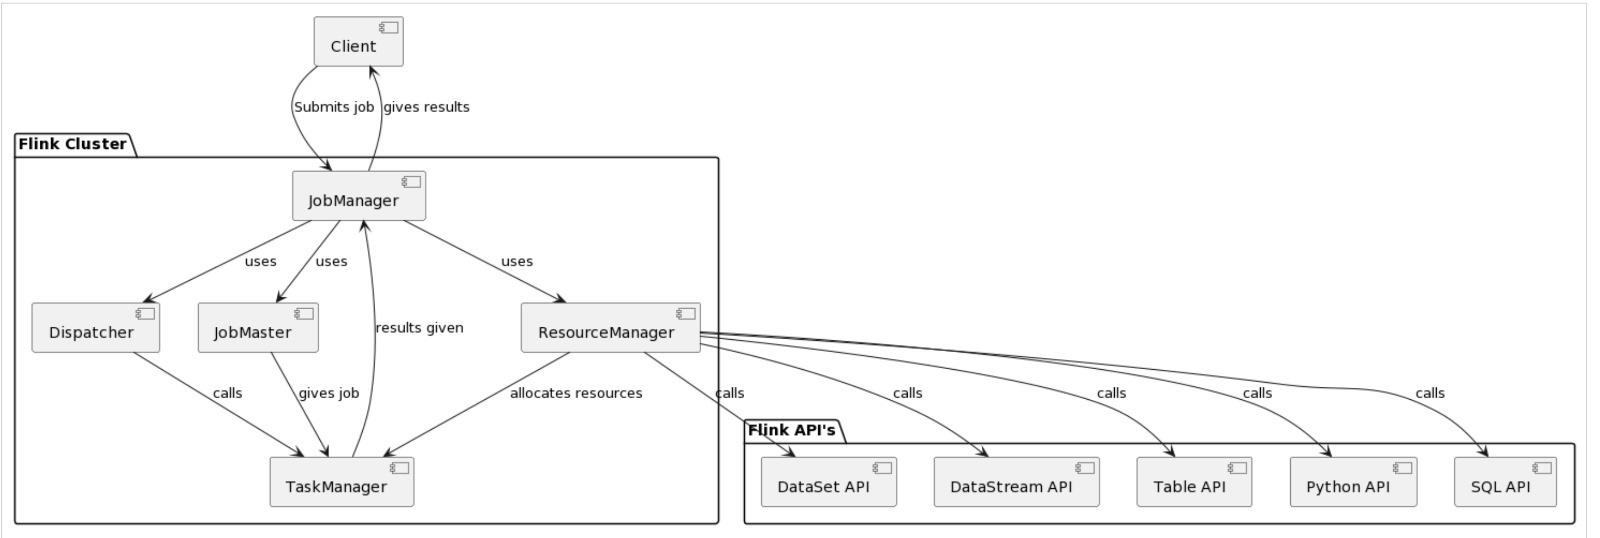 Client
Submits job
gives results
Flink Cluster
JobManager
uses
uses
uses
Dispatcher
JobMaster
results given
ResourceManager
calls
gives job
allocates resources
calls
calls
calls
calls
calls
Flink API's
TaskManager
DataSet API
DataStream API
Table API
Python API
SQL API